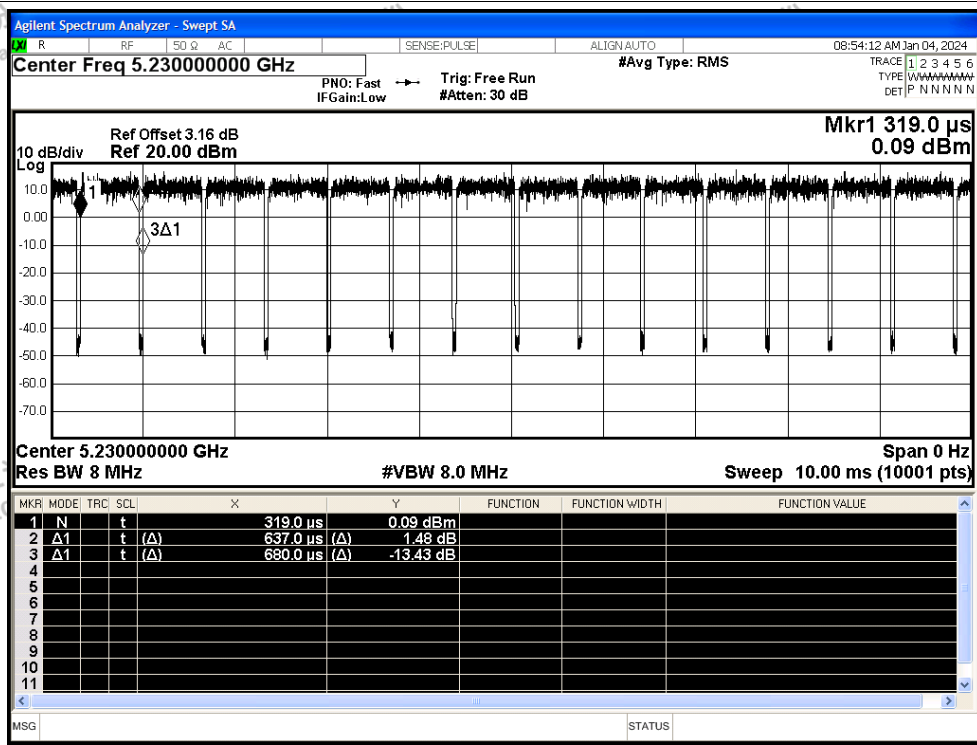 Agilent Spectrum Analyzer - Swept SA
LXI R RF 50 Ω AC SENSE:PULSE ALIGN AUTO 08:54:12 AM Jan 04, 2024
Center Freq 5.230000000 GHz #Avg Type: RMS TRACE 1 2 3 4 5 6
PNO: Fast Trig: Free Run TYPE
IFGain:Low #Atten: 30 dB DET P N N N N N
Mkr1 319.0 µs
0.09 dBm
Ref Offset 3.16 dB
10 dB/div Ref 20.00 dBm
Log
10.0
1
0.00
3Δ1
-10.0
-20.0
-30.0
-40.0
-50.0
-60.0
-70.0
Center 5.230000000 GHz Span 0 Hz
Res BW 8 MHz #VBW 8.0 MHz Sweep 10.00 ms (10001 pts)
MKR MODE TRC SCL X Y FUNCTION FUNCTION WIDTH FUNCTION VALUE
1 N t 319.0 µs 0.09 dBm
2 Δ1 t (Δ) 637.0 µs (Δ) 1.48 dB
3 Δ1 t (Δ) 680.0 µs (Δ) -13.43 dB
4
5
6
7
8
9
10
11
MSG STATUS